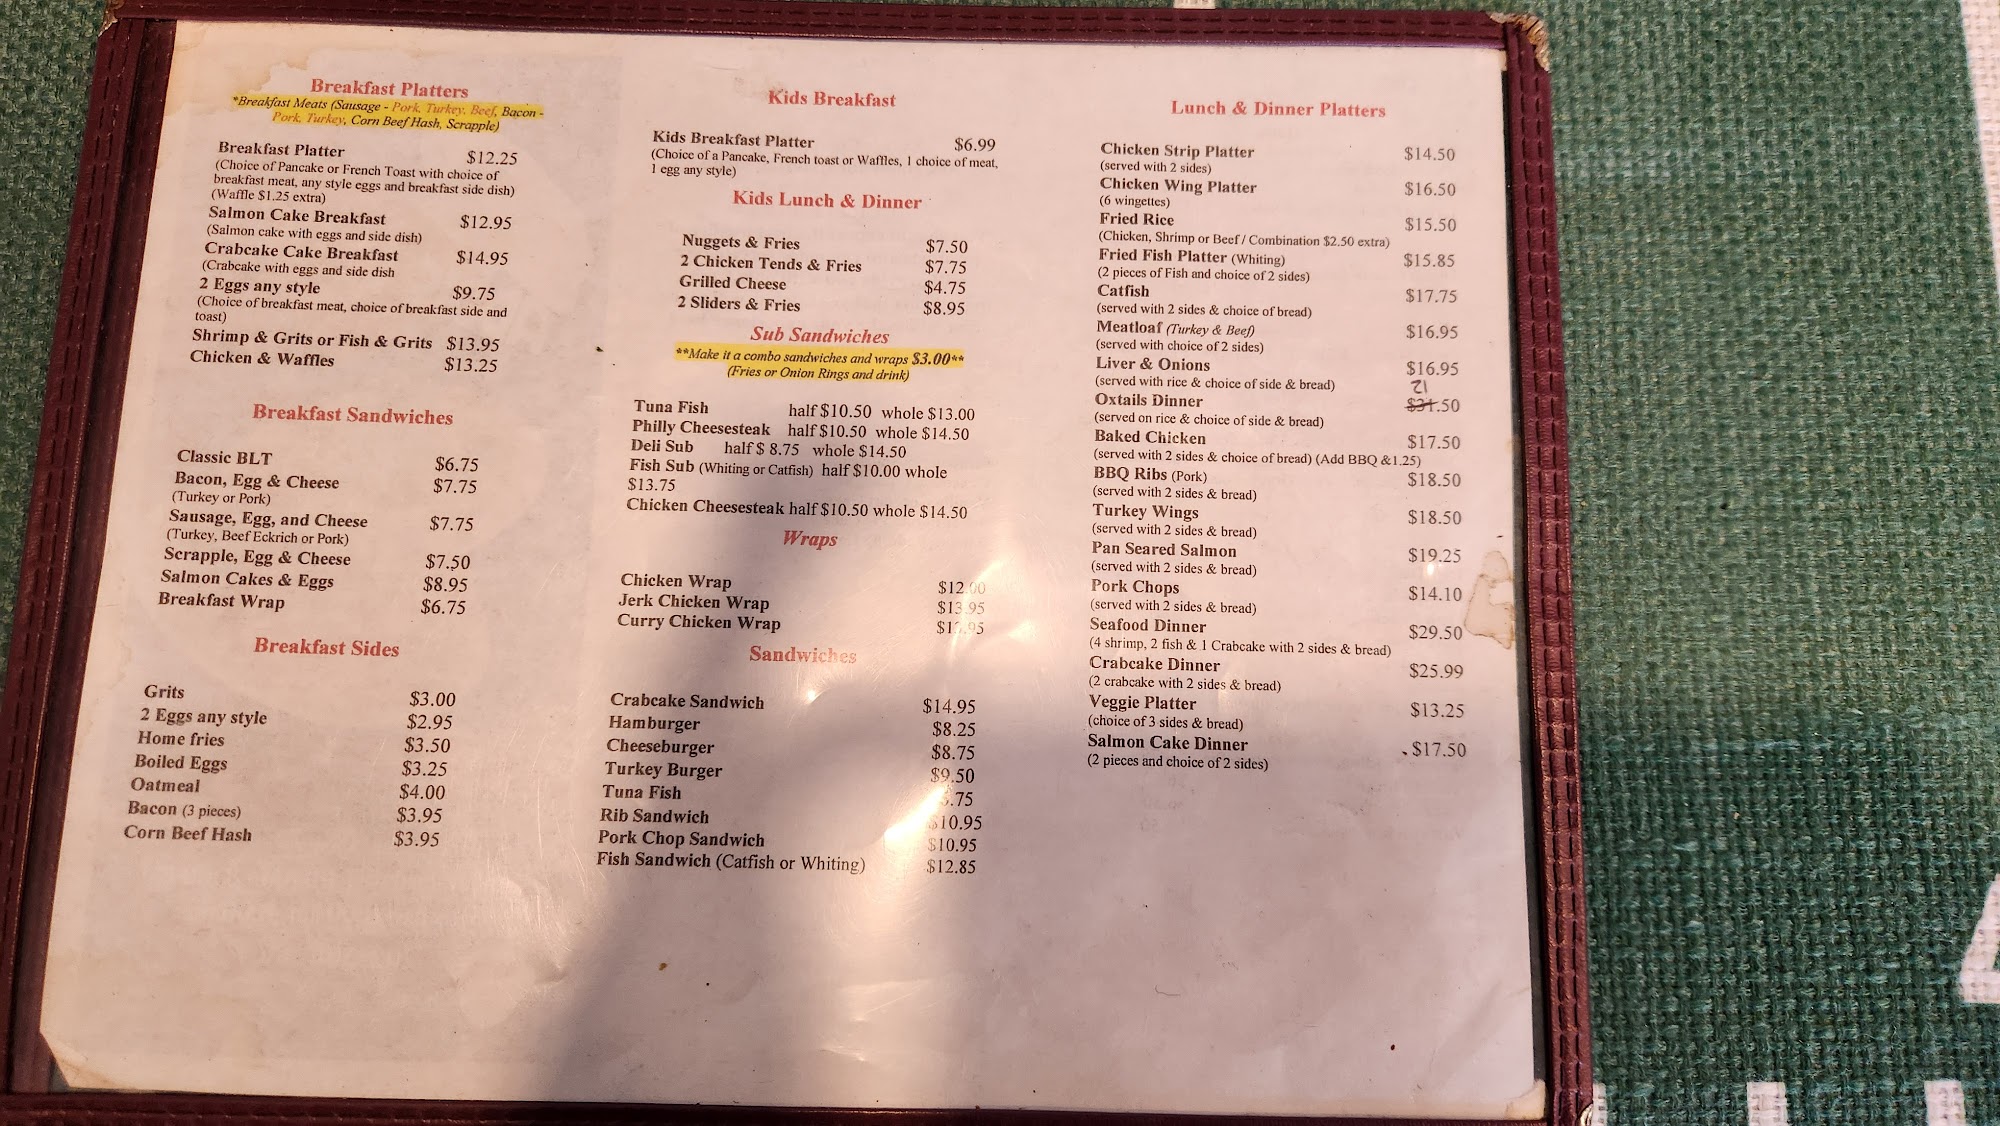 Breakfast Platters
*Breakfast Meats (Sausage - Pork, Turkey, Beef, Bacon -
Pork, Turkey, Corn Beef Hash, Scrapple)
Breakfast Platter $12.25
(Choice of Pancake or French Toast with choice of
breakfast meat, any style eggs and breakfast side dish)
(Waffle $1.25 extra)
Salmon Cake Breakfast $12.95
(Salmon cake with eggs and side dish)
Crabcake Cake Breakfast $14.95
(Crabcake with eggs and side dish
2 Eggs any style $9.75
(Choice of breakfast meat, choice of breakfast side and
toast)
Shrimp & Grits or Fish & Grits $13.95
Chicken & Waffles $13.25
Breakfast Sandwiches
Classic BLT $6.75
Bacon, Egg & Cheese $7.75
(Turkey or Pork)
Sausage, Egg, and Cheese $7.75
(Turkey, Beef Eckrich or Pork)
Scrapple, Egg & Cheese $7.50
Salmon Cakes & Eggs $8.95
Breakfast Wrap $6.75
Breakfast Sides
Grits $3.00
2 Eggs any style $2.95
Home fries $3.50
Boiled Eggs $3.25
Oatmeal $4.00
Bacon (3 pieces) $3.95
Corn Beef Hash $3.95
Kids Breakfast
Kids Breakfast Platter $6.99
(Choice of a Pancake, French toast or Waffles, 1 choice of meat,
1 egg any style)
Kids Lunch & Dinner
Nuggets & Fries $7.50
2 Chicken Tends & Fries $7.75
Grilled Cheese $4.75
2 Sliders & Fries $8.95
Sub Sandwiches
**Make it a combo sandwiches and wraps $3.00**
(Fries or Onion Rings and drink)
Tuna Fish half $10.50 whole $13.00
Philly Cheesesteak half $10.50 whole $14.50
Deli Sub half $ 8.75 whole $14.50
Fish Sub (Whiting or Catfish) half $10.00 whole
$13.75
Chicken Cheesesteak half $10.50 whole $14.50
Wraps
Chicken Wrap $12.00
Jerk Chicken Wrap $13.95
Curry Chicken Wrap
Sandwiches
Crabcake Sandwich $14.95
Hamburger $8.25
Cheeseburger $8.75
Turkey Burger $9.50
Tuna Fish
Rib Sandwich $10.95
Pork Chop Sandwich $10.95
Fish Sandwich (Catfish or Whiting) $12.85
Lunch & Dinner Platters
Chicken Strip Platter $14.50
(served with 2 sides)
Chicken Wing Platter $16.50
(6 wingettes)
Fried Rice $15.50
(Chicken, Shrimp or Beef / Combination $2.50 extra)
Fried Fish Platter (Whiting) $15.85
(2 pieces of Fish and choice of 2 sides)
Catfish $17.75
(served with 2 sides & choice of bread)
Meatloaf (Turkey & Beef) $16.95
(served with choice of 2 sides)
Liver & Onions $16.95
(served with rice & choice of side & bread)
21
Oxtails Dinner $31.50
(served on rice & choice of side & bread)
Baked Chicken $17.50
(served with 2 sides & choice of bread) (Add BBQ &1.25)
BBQ Ribs (Pork) $18.50
(served with 2 sides & bread)
Turkey Wings $18.50
(served with 2 sides & bread)
Pan Seared Salmon $19.25
(served with 2 sides & bread)
Pork Chops $14.10
(served with 2 sides & bread)
Seafood Dinner $29.50
(4 shrimp, 2 fish & 1 Crabcake with 2 sides & bread)
Crabcake Dinner $25.99
(2 crabcake with 2 sides & bread)
Veggie Platter $13.25
(choice of 3 sides & bread)
Salmon Cake Dinner $17.50
(2 pieces and choice of 2 sides)